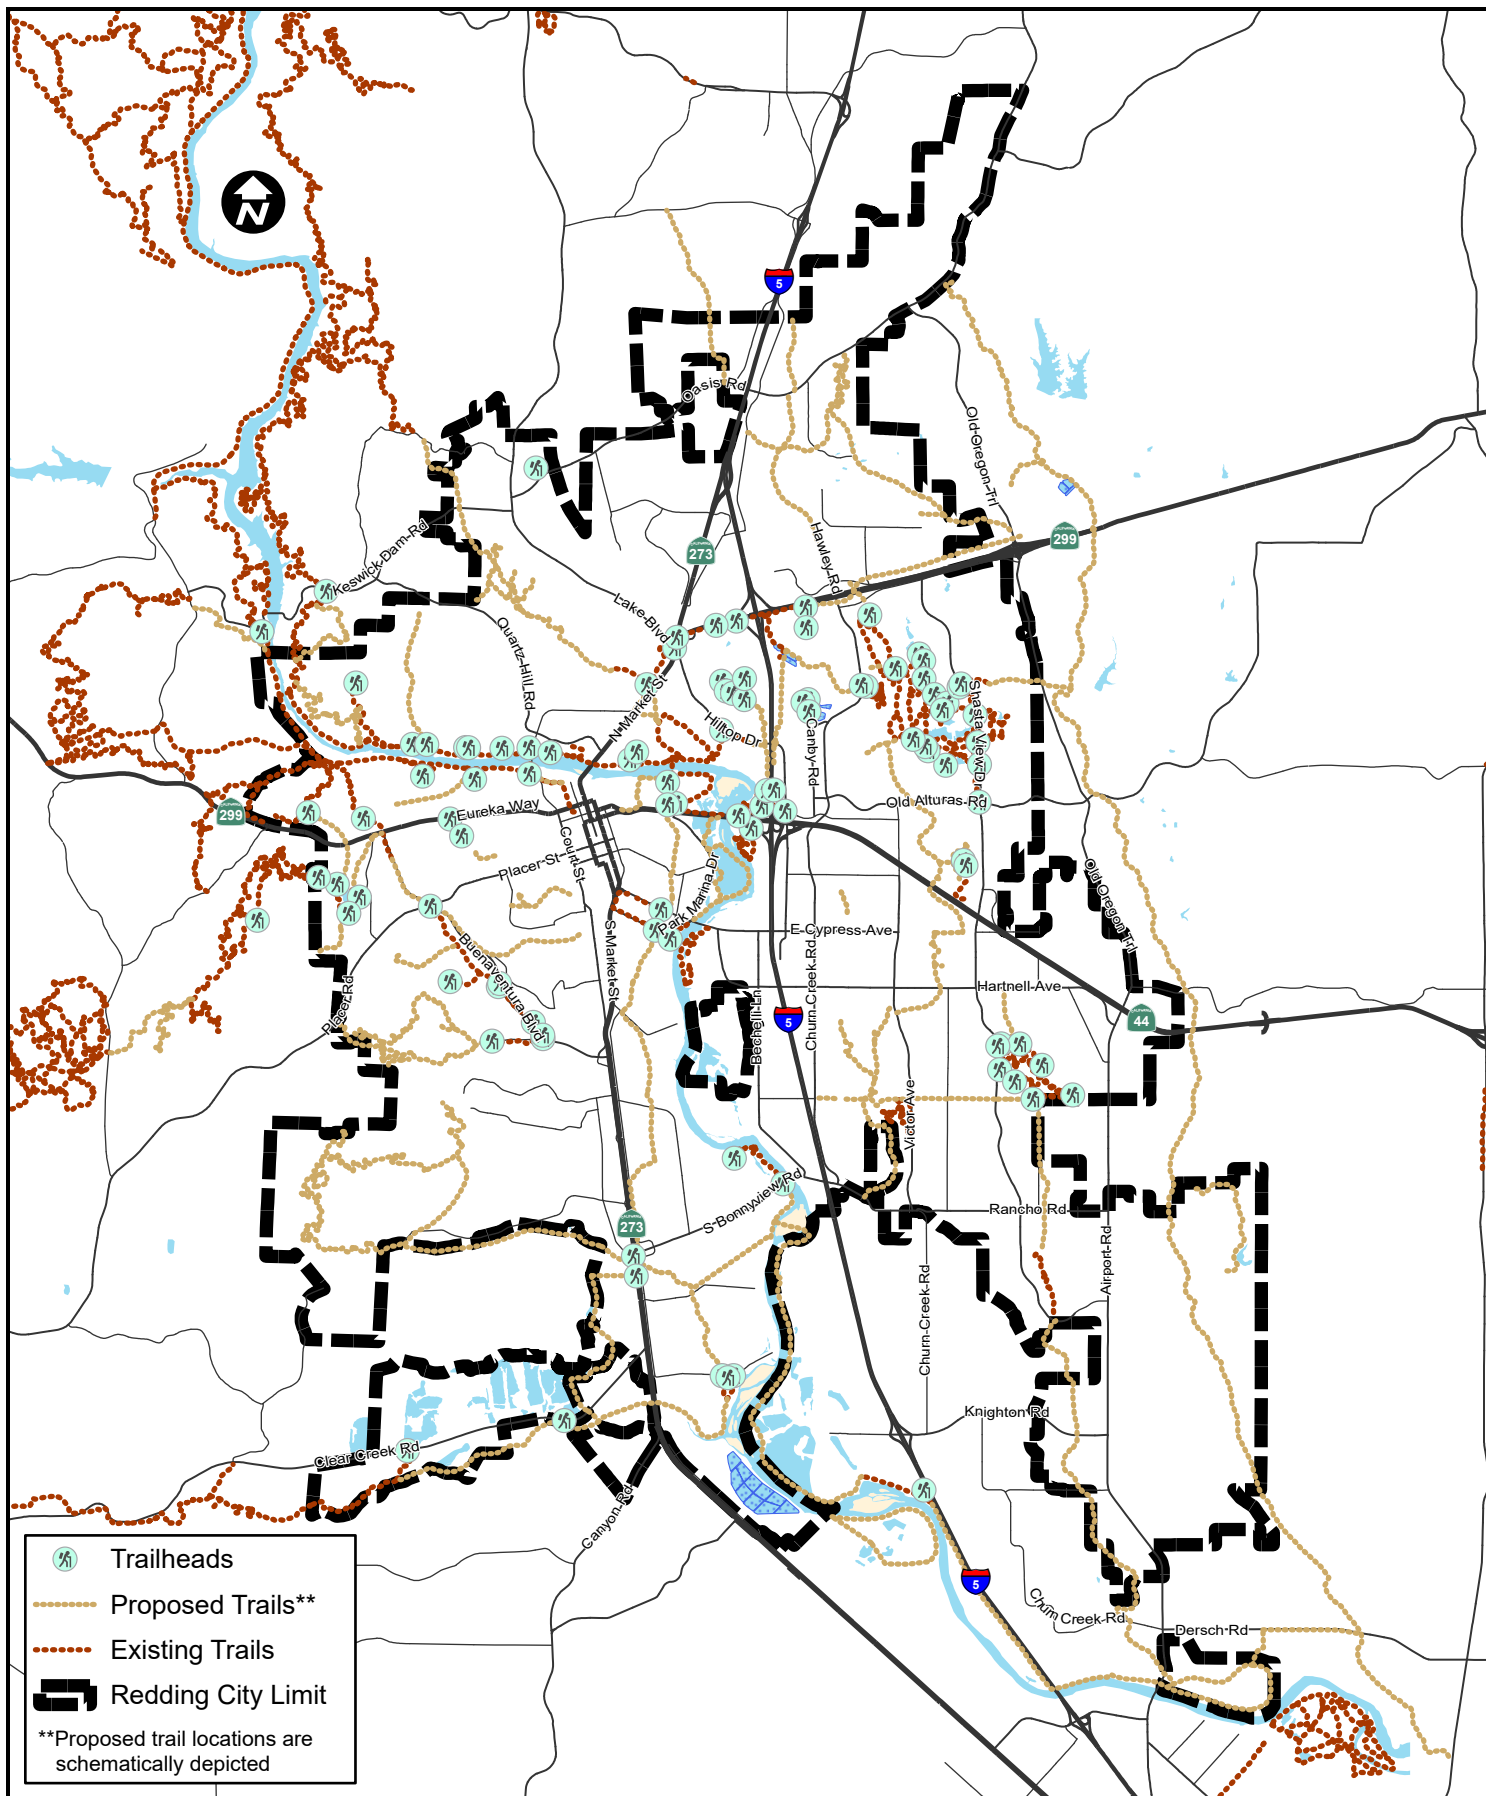 N
5
Oasis Rd
Old Oregon Trl
273
299
Hawley Rd
Keswick Dam Rd
Lake Blvd
Quartz Hill Rd
N Market St
Hilltop Dr
Canby Rd
Shasta View Dr
299
Eureka Way
Old Alturas Rd
Court St
Placer St
Park Marina Dr
Old Oregon Trl
E Cypress Ave
S Market St
Buenaventura Blvd
Placer Rd
Churn Creek Rd
Bechelli Ln
Hartnell Ave
5
44
Victor Ave
S Bonnyview Rd
Rancho Rd
273
Airport Rd
Churn Creek Rd
Knighton Rd
Clear Creek Rd
Canyon Rd
5
Churn Creek Rd
Dersch Rd
Trailheads
Proposed Trails**
Existing Trails
Redding City Limit
**Proposed trail locations are
schematically depicted